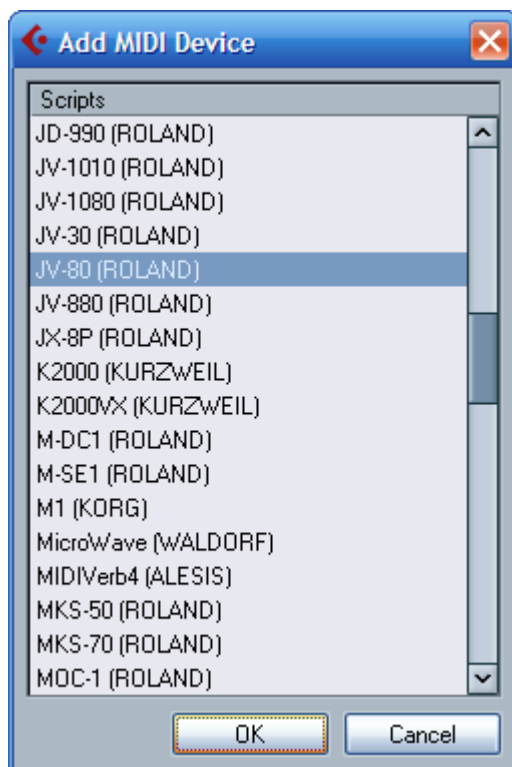 Add MIDI Device
Scripts
JD-990 (ROLAND)
JV-1010 (ROLAND)
JV-1080 (ROLAND)
JV-30 (ROLAND)
JV-80 (ROLAND)
JV-880 (ROLAND)
JX-8P (ROLAND)
K2000 (KURZWEIL)
K2000VX (KURZWEIL)
M-DC1 (ROLAND)
M-SE1 (ROLAND)
M1 (KORG)
MicroWave (WALDORF)
MIDIVerb4 (ALESIS)
MKS-50 (ROLAND)
MKS-70 (ROLAND)
MOC-1 (ROLAND)
OK Cancel